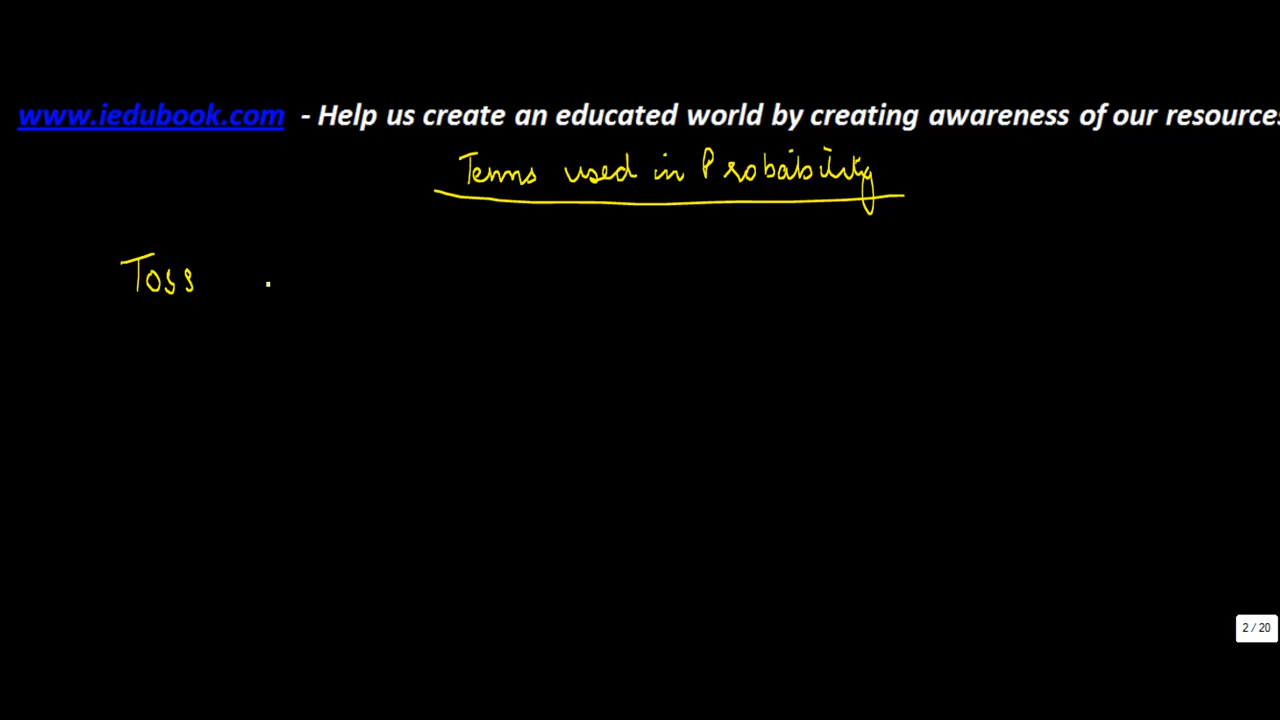 www.iedubook.com - Help us create an educated world by creating awareness of our resources
Terms used in Probability
Toss
2 / 20